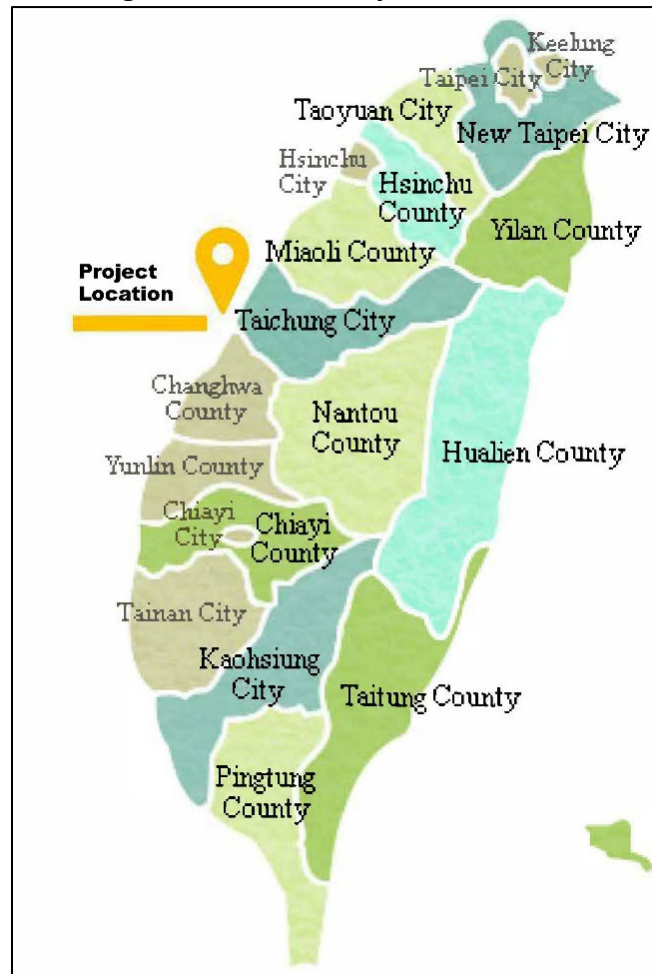 Keelung
City
Taipei City
Taoyuan City
New Taipei City
Hsinchu
City
Hsinchu
County
Yilan County
Miaoli County
Project
Location
Taichung City
Changhwa
County
Nantou
County
Hualien County
Yunlin County
Chiayi
City
Chiayi
County
Tainan City
Kaohsiung
City
Taitung County
Pingtung
County